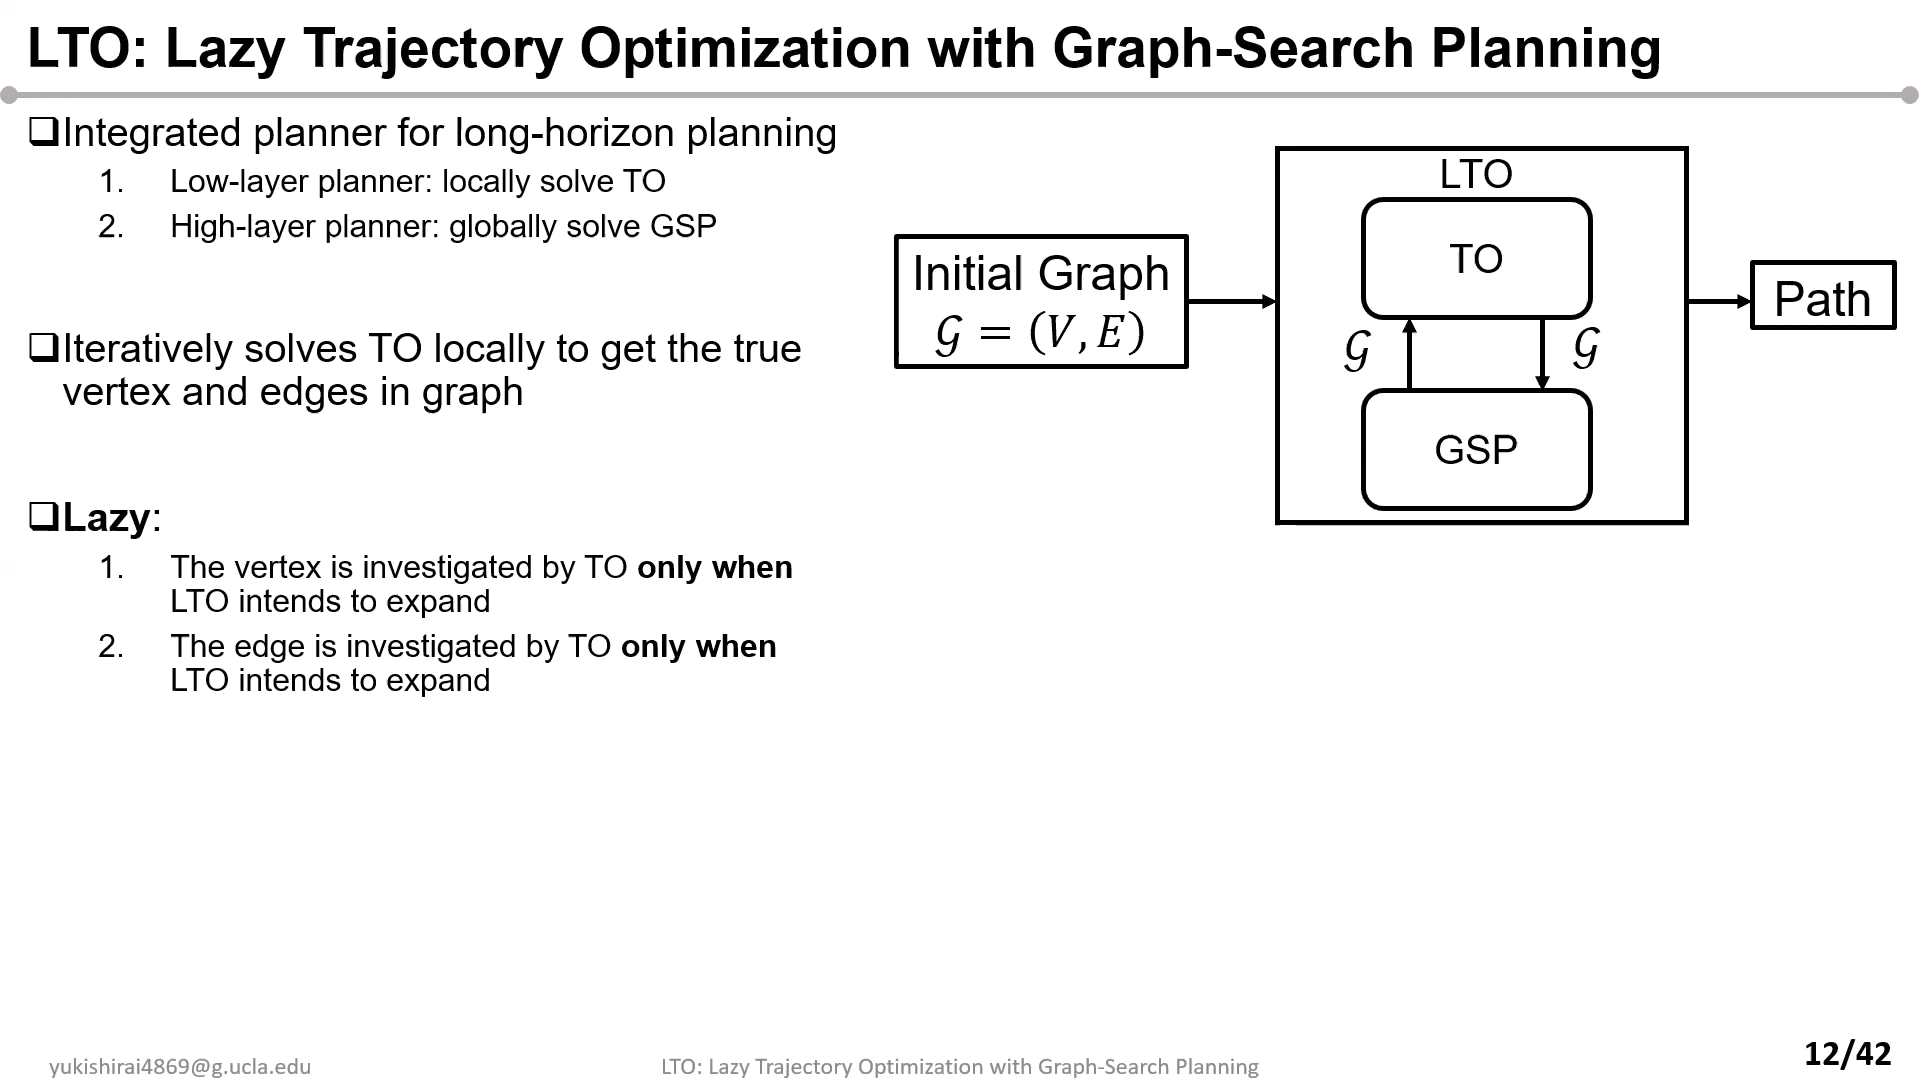 LTO: Lazy Trajectory Optimization with Graph-Search Planning
❑Integrated planner for long-horizon planning
1. Low-layer planner: locally solve TO
2. High-layer planner: globally solve GSP
❑Iteratively solves TO locally to get the true
vertex and edges in graph
❑Lazy:
1. The vertex is investigated by TO only when
LTO intends to expand
2. The edge is investigated by TO only when
LTO intends to expand
Initial Graph
𝒢 = (V, E)
LTO
TO
𝒢
𝒢
GSP
Path
yukishirai4869@g.ucla.edu
LTO: Lazy Trajectory Optimization with Graph-Search Planning
12/42